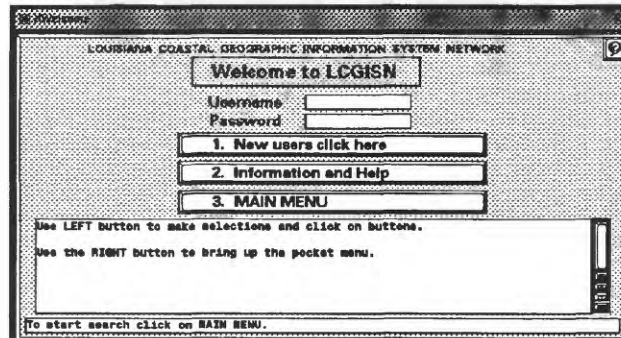 xWelcome
LOUISIANA COASTAL GEOGRAPHIC INFORMATION SYSTEM NETWORK
?
Welcome to LCGISN
Username
Password
1. New users click here
2. Information and Help
3. MAIN MENU
Use LEFT button to make selections and click on buttons.
Use the RIGHT button to bring up the pocket menu.
To start search click on MAIN MENU.